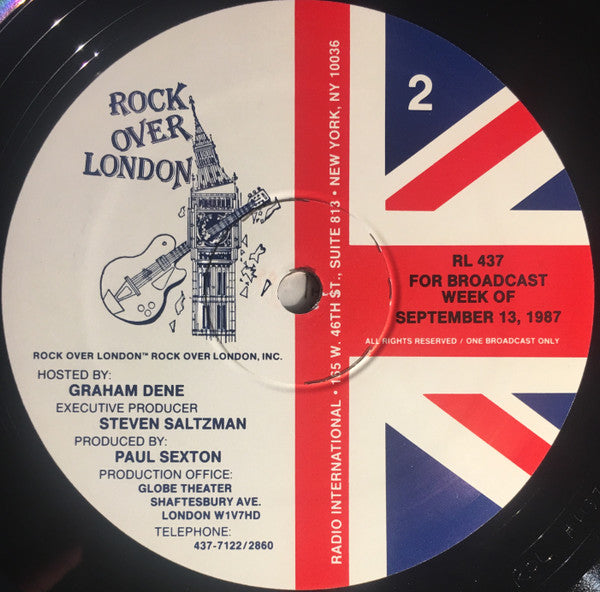 ROCK
OVER
LONDON
ROCK OVER LONDON™ ROCK OVER LONDON, INC.
HOSTED BY:
GRAHAM DENE
EXECUTIVE PRODUCER
STEVEN SALTZMAN
PRODUCED BY:
PAUL SEXTON
PRODUCTION OFFICE:
GLOBE THEATER
SHAFTESBURY AVE.
LONDON W1V7HD
TELEPHONE:
437-7122/2860
RADIO INTERNATIONAL • 165 W. 46TH ST., SUITE 813 • NEW YORK, NY 10036
2
RL 437
FOR BROADCAST
WEEK OF
SEPTEMBER 13, 1987
ALL RIGHTS RESERVED / ONE BROADCAST ONLY